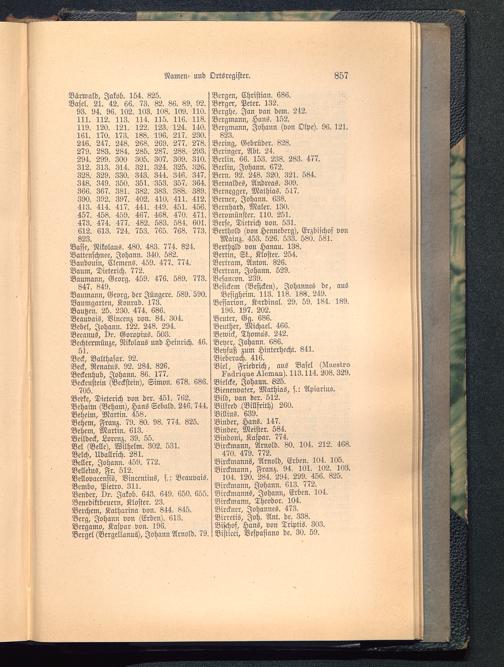 Namen- und Ortsregister. 857
Bärwald, Jakob. 154. 825.
Basel. 21. 42. 66. 73. 82. 86. 89. 92.
93. 94. 96. 102. 103. 108. 109. 110.
111. 112. 113. 114. 115. 116. 118.
119. 120. 121. 122. 123. 124. 140.
161. 170. 173. 188. 196. 217. 230.
246. 247. 248. 268. 269. 277. 278.
279. 283. 284. 285. 287. 288. 293.
294. 299. 300. 305. 307. 309. 310.
312. 313. 314. 321. 324. 325. 326.
328. 329. 330. 343. 344. 346. 347.
348. 349. 350. 351. 353. 357. 364.
366. 367. 381. 382. 383. 388. 389.
390. 392. 397. 402. 410. 411. 412.
413. 414. 417. 441. 449. 451. 456.
457. 458. 459. 467. 468. 470. 471.
473. 474. 477. 482. 583. 584. 601.
612. 613. 724. 753. 765. 768. 773.
823.
Basse, Nikolaus. 480. 483. 774. 824.
Battenschnee, Johann. 340. 582.
Baudouin, Clemens. 459. 477. 774.
Baum, Dieterich. 772.
Baumann, Georg. 459. 476. 589. 773.
847. 849.
Baumann, Georg, der Jüngere. 589. 590.
Baumgarten, Konrad. 173.
Bautzen. 25. 230. 474. 686.
Beauvais, Vincenz von. 84. 304.
Bebel, Johann. 122. 248. 294.
Becanus, Dr. Goropius. 503.
Bechtermünze, Nikolaus und Heinrich. 46.
51.
Beck, Balthasar. 92.
Beck, Renatus. 92. 284. 826.
Beckenhub, Johann. 86. 177.
Beckenstein (Beckstein), Simon. 678. 686.
705.
Beeke, Dieterich von der. 451. 762.
Behaim (Beham), Hans Sebald. 246. 744.
Beheim, Martin. 458.
Behem, Franz. 79. 80. 98. 774. 825.
Behem, Martin. 613.
Beilbeck, Lorenz. 39. 55.
Bel (Belle), Wilhelm. 302. 531.
Belch, Udalrich. 281.
Beller, Johann. 459. 772.
Bellefus, Fr. 512.
Bellovacensis, Vincentius, s.: Beauvais.
Bembo, Pietro. 311.
Bender, Dr. Jakob. 643. 649. 650. 655.
Benediktbeuern, Kloster. 23.
Berchem, Katharina von. 844. 845.
Berg, Johann von (Erben). 613.
Bergamo, Kaspar von. 196.
Bergel (Bergellanus), Johann Arnold. 79.
Bergen, Christian. 686.
Berger, Peter. 132.
Berghe, Jan van dem. 242.
Bergmann, Hans. 152.
Bergmann, Johann (von Olpe). 96. 121.
823.
Bering, Gebrüder. 828.
Beringer, Abt. 24.
Berlin. 66. 153. 238. 283. 477.
Berlin, Johann. 672.
Bern. 92. 248. 320. 321. 584.
Bernaldes, Andreas. 309.
Bernegger, Mathias. 517.
Berner, Johann. 638.
Bernhard, Maler. 130.
Beromünster. 110. 251.
Berse, Dietrich von. 531.
Berthold (von Henneberg), Erzbischof von
Mainz. 453. 526. 533. 580. 581.
Berthold von Hanau. 138.
Bertin, St., Kloster. 254.
Bertram, Anton. 826.
Bertran, Johann. 529.
Besançon. 239.
Besickem (Besicken), Johannes de, aus
Besigheim. 113. 118. 188. 249.
Bessarion, Kardinal. 29. 59. 184. 189.
196. 197. 202.
Beuter, Gg. 686.
Beuther, Michael. 466.
Bewick, Thomas. 242.
Beyer, Johann. 686.
Beyfuß zum Hinterhecht. 841.
Bieberach. 416.
Biel, Friedrich, aus Basel (Maestro
Fadrique Aleman). 113. 114. 308. 329.
Bielcke, Johann. 825.
Bienenvater, Mathias, s.: Apiarius.
Bild, van der. 512.
Bilfred (Billfrith). 260.
Billius. 639.
Binder, Hans. 147.
Binder, Meister. 584.
Bindoni, Kaspar. 774.
Birckmann, Arnold. 80. 104. 212. 468.
470. 479. 772.
Birckmanns, Arnold, Erben. 104. 105.
Birckmann, Franz. 94. 101. 102. 103.
104. 120. 284. 294. 299. 456. 825.
Birckmann, Johann. 613. 772.
Birckmanns, Johann, Erben. 104.
Birckmann, Theodor. 104.
Birckner, Johannes. 473.
Birretis, Joh. Ant. de. 338.
Bischof, Hans, von Triptis. 303.
Bisticci, Vespasiano de. 30. 59.